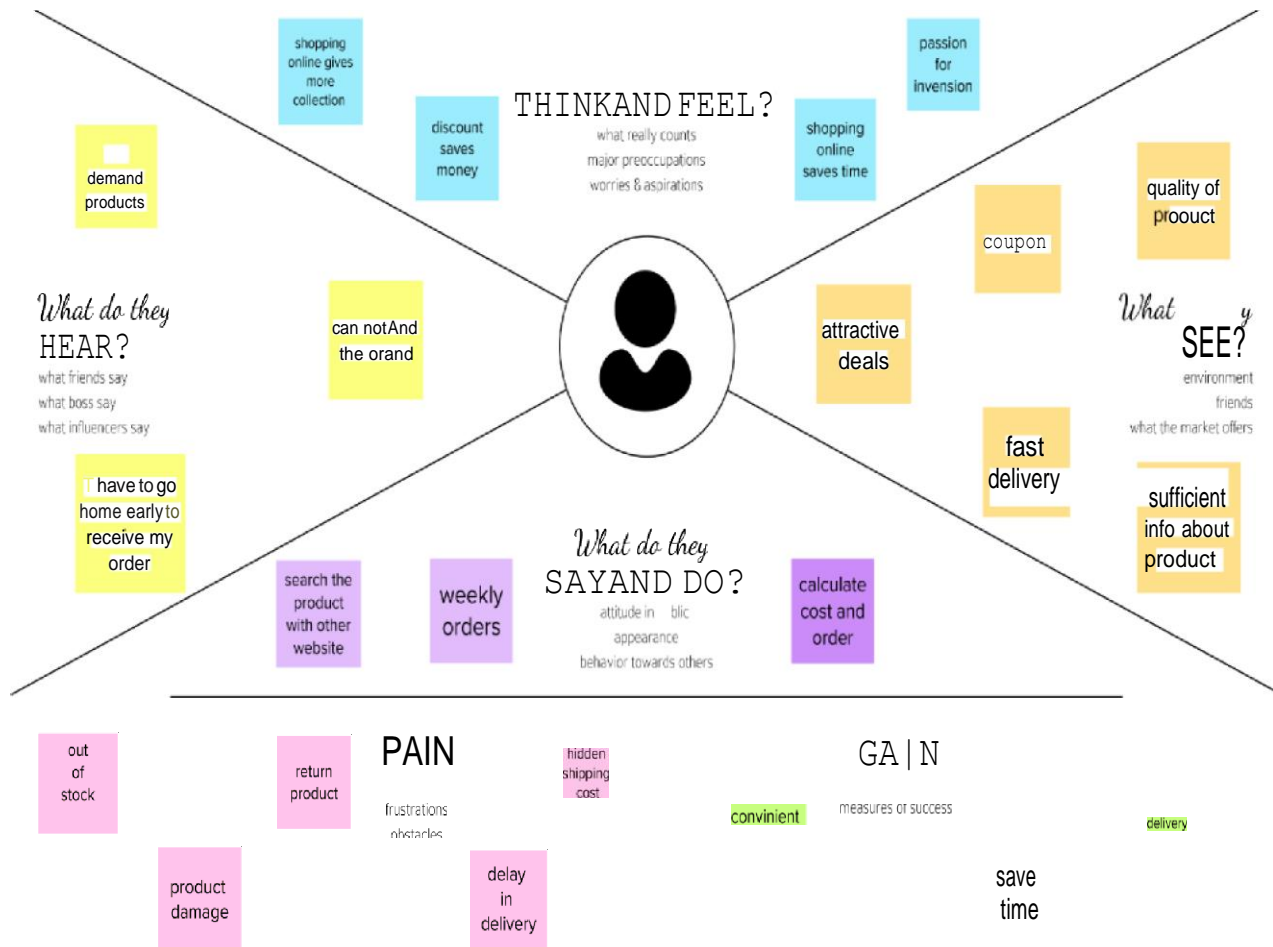 shopping
online gives
more
collection
discount
saves
money
THINKAND FEEL?
what really counts
major preoccupations
worries & aspirations
shopping
online
saves time
passion
for
invension
demand
products
can notAnd
the orand
What do they
HEAR?
what friends say
what boss say
what influencers say
have to go
home early to
receive my
order
coupon
quality of
proouct
attractive
deals
What y
SEE?
environment
friends
what the market offers
fast
delivery
sufficient
info about
product
What do they
SAYAND DO?
attitude in blic
appearance
behavior towards others
search the
product
with other
website
weekly
orders
calculate
cost and
order
PAIN
frustrations
obstacles
out
of
stock
return
product
hidden
shipping
cost
product
damage
delay
in
delivery
GA|N
measures of success
convinient
delivery
save
time